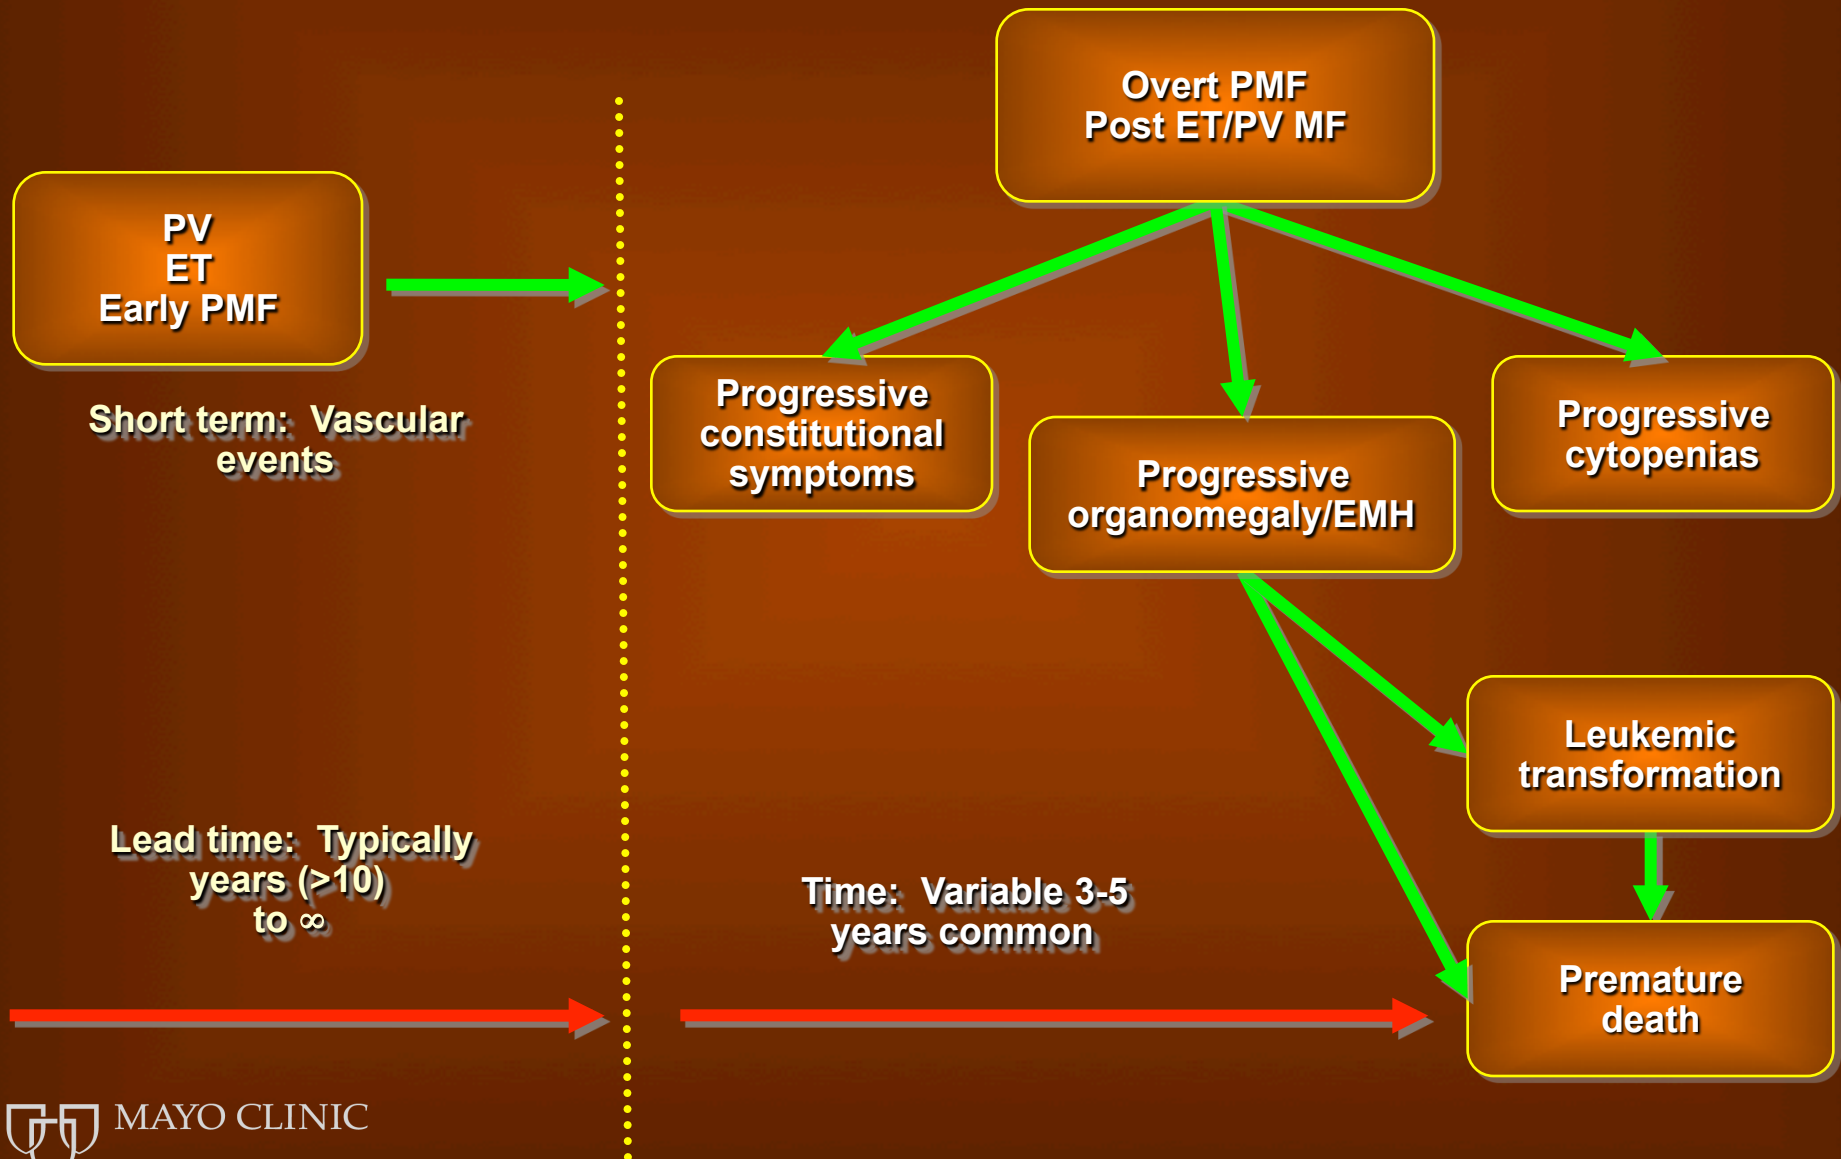 PV
ET
Early PMF
Short term: Vascular
events
Lead time: Typically
years (>10)
to ∞
Overt PMF
Post ET/PV MF
Progressive
constitutional
symptoms
Progressive
organomegaly/EMH
Progressive
cytopenias
Leukemic
transformation
Time: Variable 3-5
years common
Premature
death
MAYO CLINIC